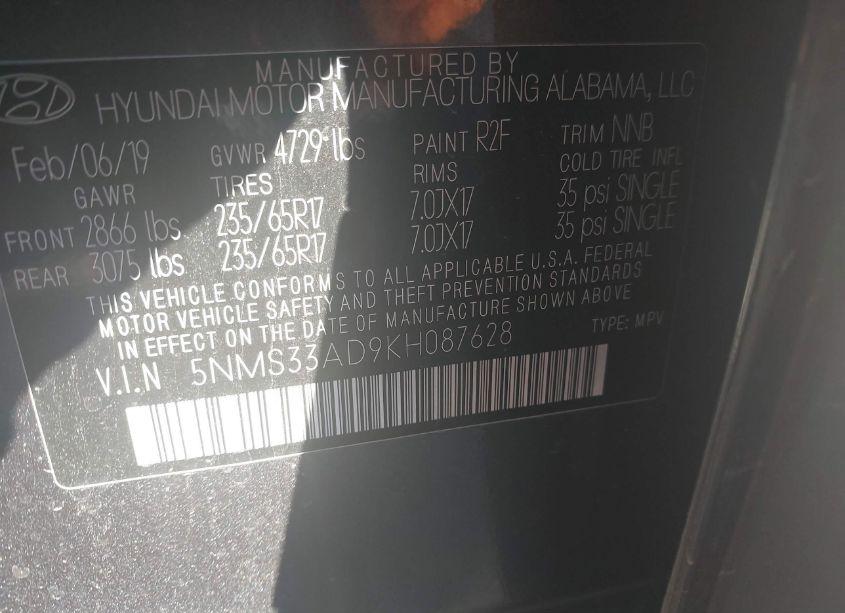 MANUFACTURED BY
HYUNDAI MOTOR MANUFACTURING ALABAMA, LLC
Feb/06/19 GVWR 4729 lbs PAINT R2F TRIM NNB
GAWR TIRES RIMS COLD TIRE INFL
FRONT 2866 lbs 235/65R17 7.0JX17 35 psi SINGLE
REAR 3075 lbs 235/65R17 7.0JX17 35 psi SINGLE
THIS VEHICLE CONFORMS TO ALL APPLICABLE U.S.A. FEDERAL
MOTOR VEHICLE SAFETY AND THEFT PREVENTION STANDARDS
IN EFFECT ON THE DATE OF MANUFACTURE SHOWN ABOVE
V.I.N 5NMS33AD9KH087628 TYPE: MPV